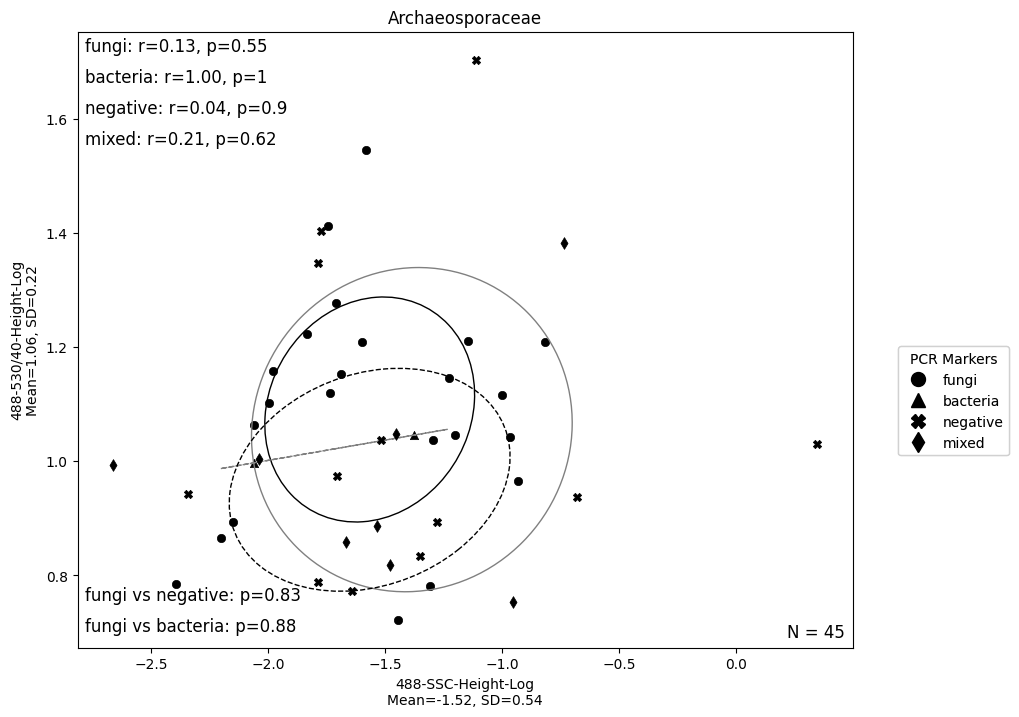 Archaeosporaceae
fungi: r=0.13, p=0.55
bacteria: r=1.00, p=1
negative: r=0.04, p=0.9
mixed: r=0.21, p=0.62
1.6
1.4
1.2
1.0
0.8
488-530/40-Height-Log
Mean=1.06, SD=0.22
fungi vs negative: p=0.83
fungi vs bacteria: p=0.88
N = 45
−2.5
−2.0
−1.5
−1.0
−0.5
0.0
488-SSC-Height-Log
Mean=-1.52, SD=0.54
PCR Markers
fungi
bacteria
negative
mixed